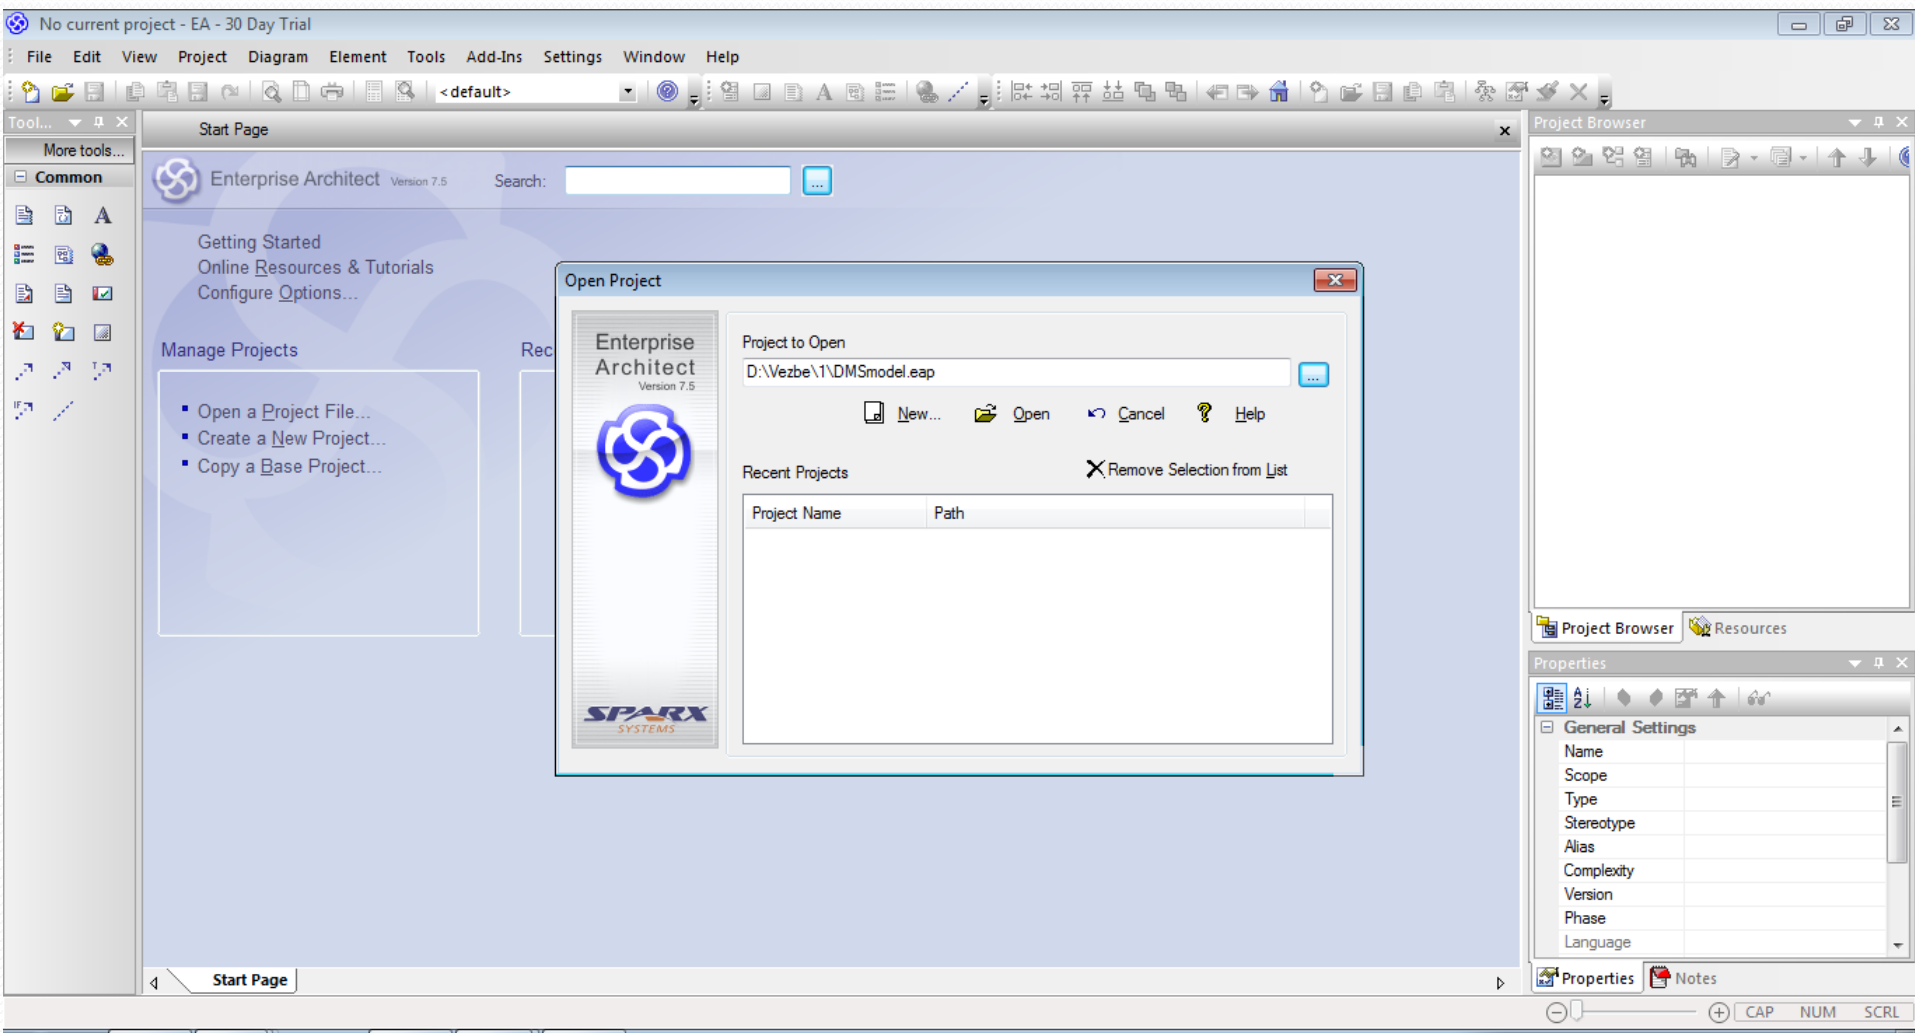 No current project - EA - 30 Day Trial
File Edit View Project Diagram Element Tools Add-Ins Settings Window Help
<default>
Tool...
More tools...
Common
Start Page
Enterprise Architect Version 7.5 Search:
...
Getting Started
Online Resources & Tutorials
Configure Options...
Manage Projects
Rec
Open a Project File...
Create a New Project...
Copy a Base Project...
Open Project
Enterprise
Architect
Version 7.5
SPARX
SYSTEMS
Project to Open
D:\Vezbe\1\DMSmodel.eap
...
New... Open Cancel Help
Recent Projects
Remove Selection from List
Project Name Path
Start Page
Project Browser
Project Browser Resources
Properties
General Settings
Name
Scope
Type
Stereotype
Alias
Complexity
Version
Phase
Language
Properties Notes
CAP NUM SCRL